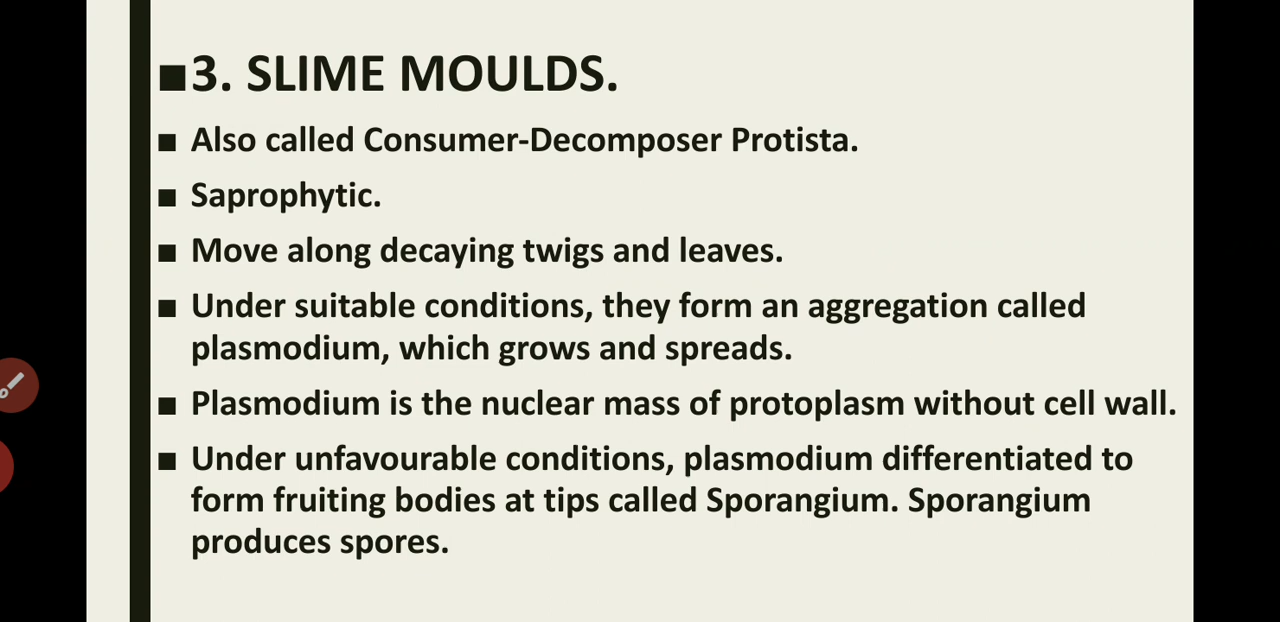 ■3. SLIME MOULDS.
■ Also called Consumer-Decomposer Protista.
■ Saprophytic.
■ Move along decaying twigs and leaves.
■ Under suitable conditions, they form an aggregation called
plasmodium, which grows and spreads.
■ Plasmodium is the nuclear mass of protoplasm without cell wall.
■ Under unfavourable conditions, plasmodium differentiated to
form fruiting bodies at tips called Sporangium. Sporangium
produces spores.